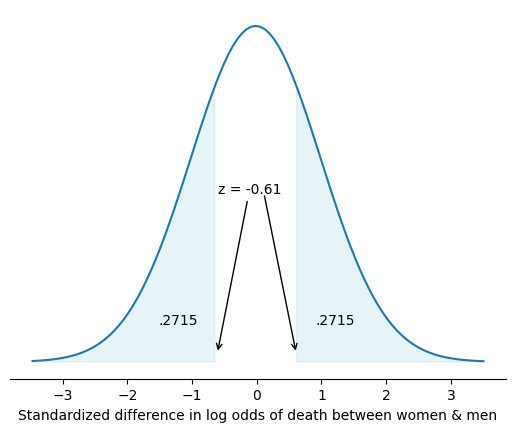 z = -0.61
.2715 .2715
−3 −2 −1 0 1 2 3
Standardized difference in log odds of death between women & men